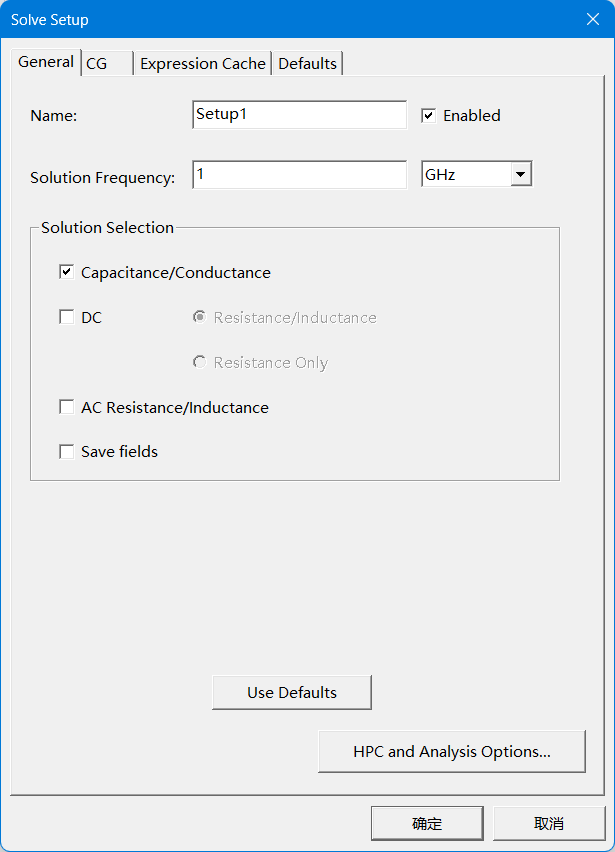 Solve Setup
General CG Expression Cache Defaults
Name: Setup1 Enabled
Solution Frequency: 1 GHz
Solution Selection
Capacitance/Conductance
DC Resistance/Inductance
Resistance Only
AC Resistance/Inductance
Save fields
Use Defaults
HPC and Analysis Options...
确定 取消